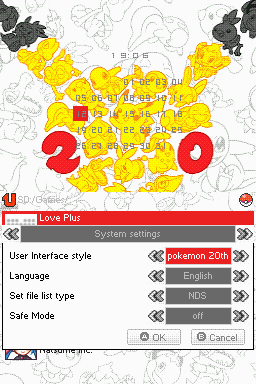 19:06
01 02 03 04
05 06 07 08 09 10 11
12 13 14 15 16 17 18
19 20 21 22 23 24 25
26 27 28 29 30 31
2 0
SD:/Games/
Love Plus
System settings
User Interface style pokemon 20th
Language English
Set file list type NDS
Safe Mode off
A OK B Cancel
Natsume Inc.